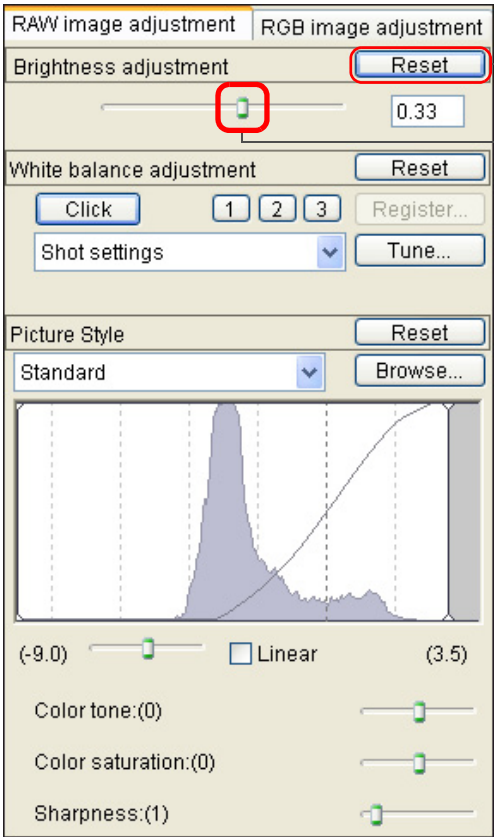 RAW image adjustment RGB image adjustment
Brightness adjustment Reset
0.33
White balance adjustment Reset
Click 1 2 3 Register...
Shot settings Tune...
Picture Style Reset
Standard Browse...
(-9.0) Linear (3.5)
Color tone:(0)
Color saturation:(0)
Sharpness:(1)